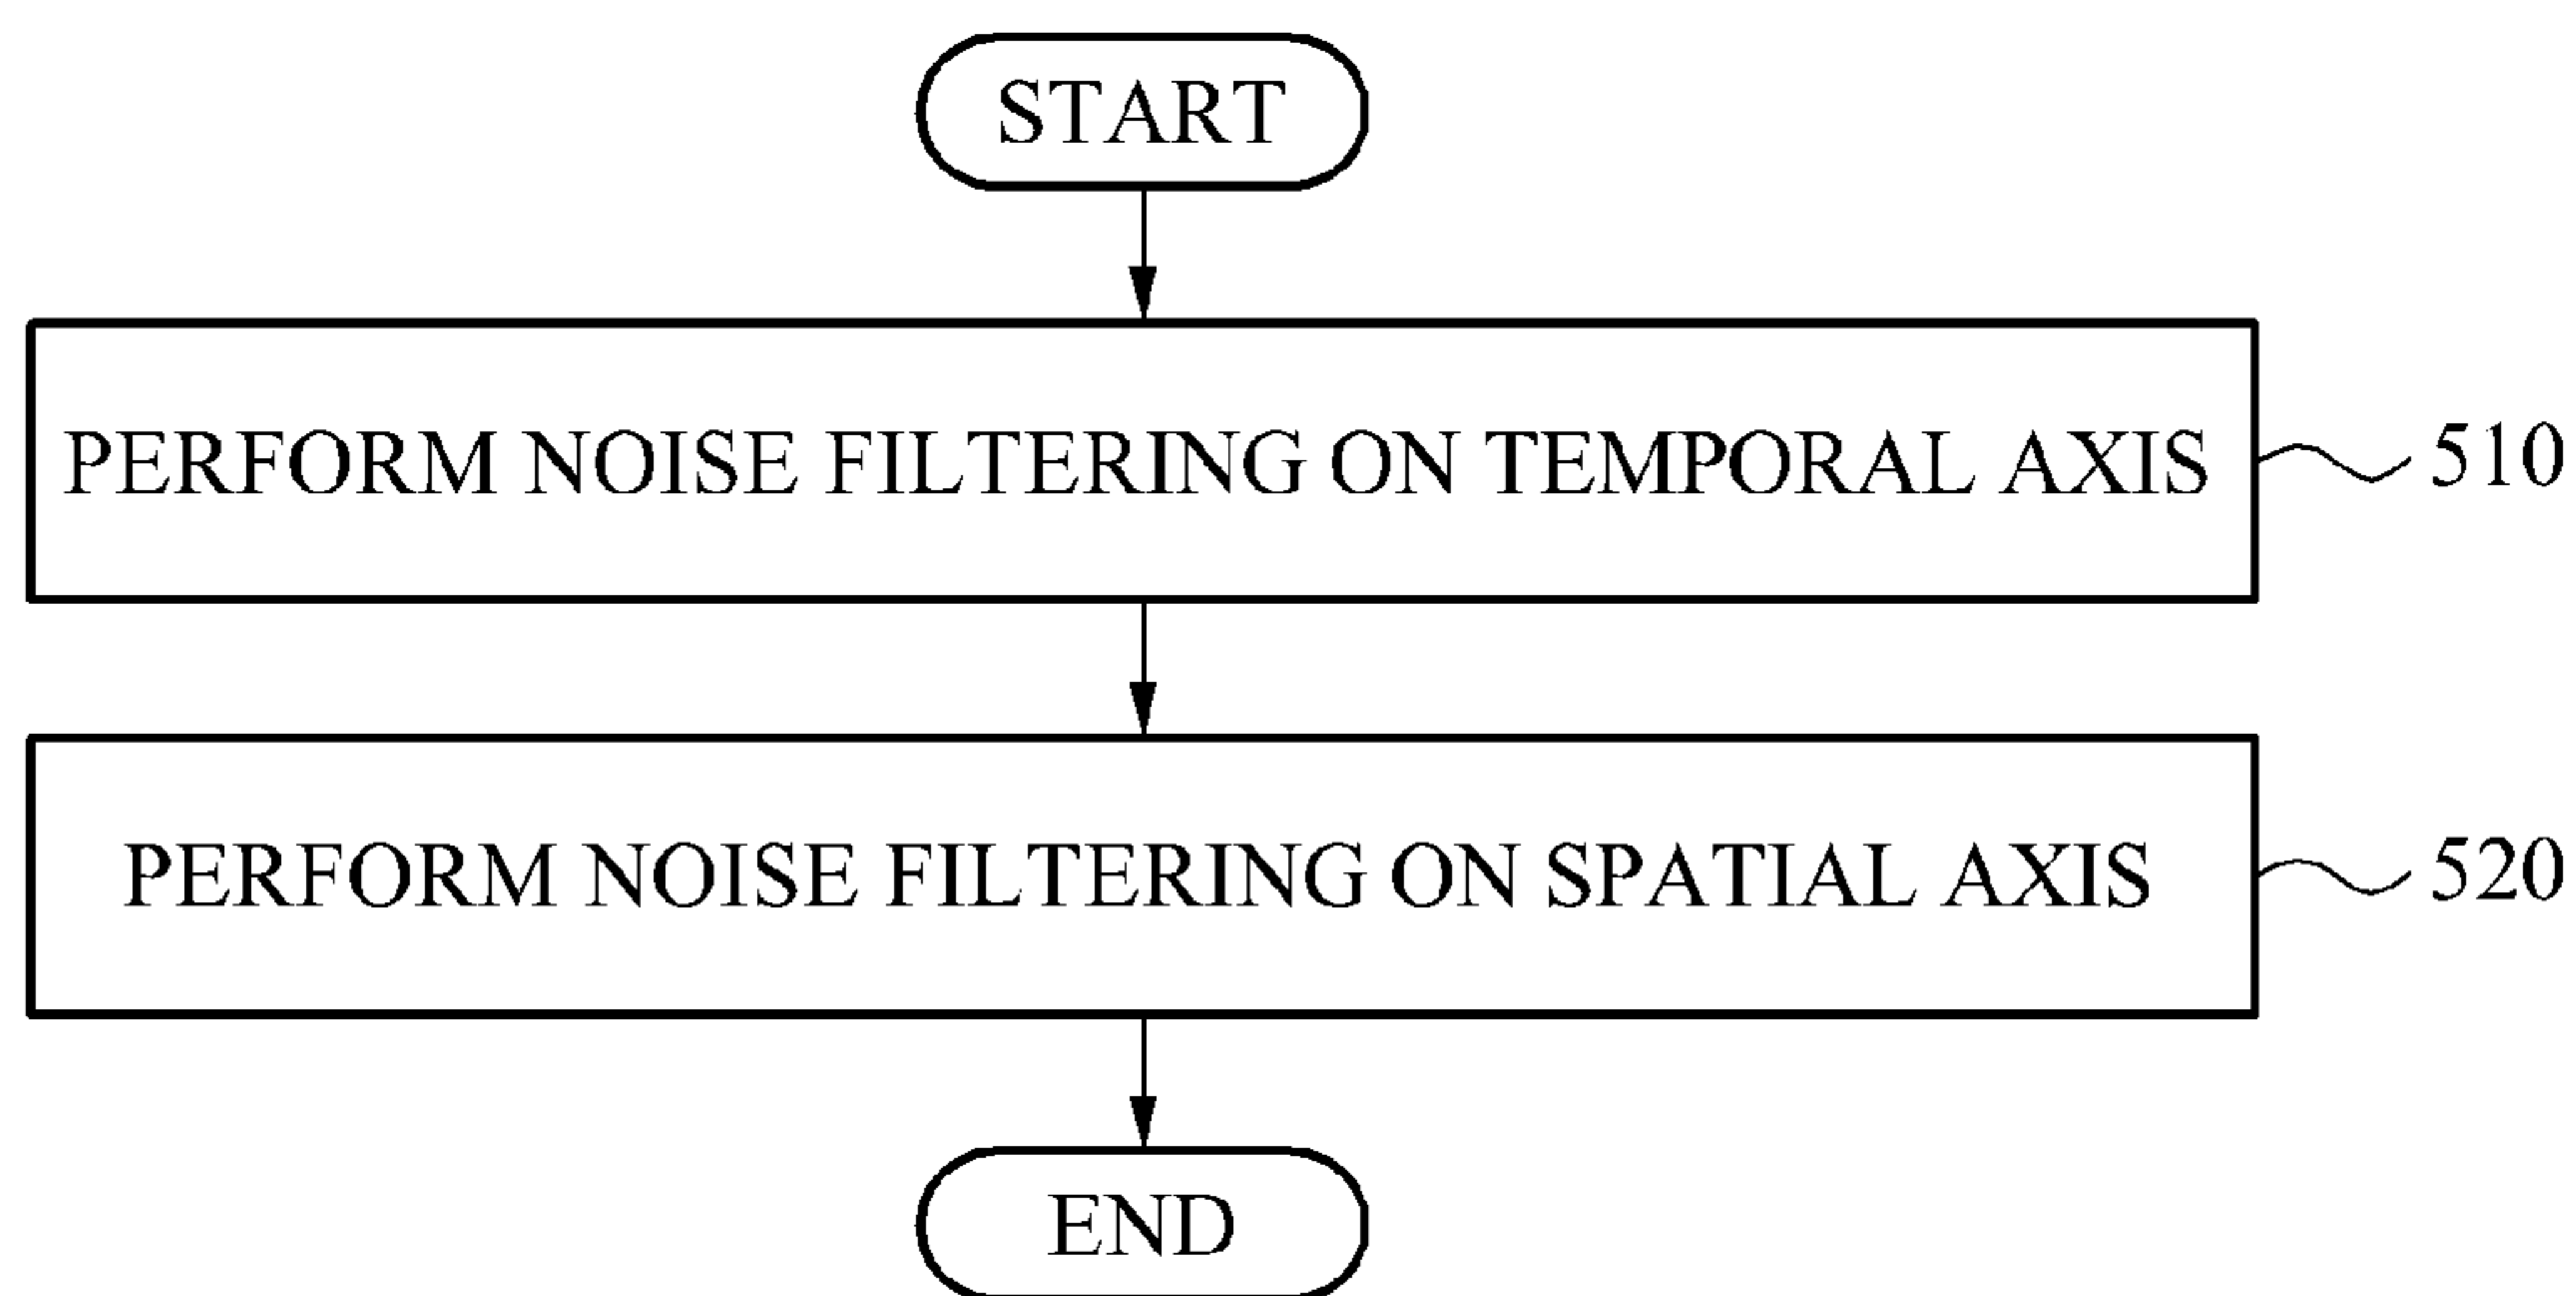 START
PERFORM NOISE FILTERING ON TEMPORAL AXIS
510
PERFORM NOISE FILTERING ON SPATIAL AXIS
520
END